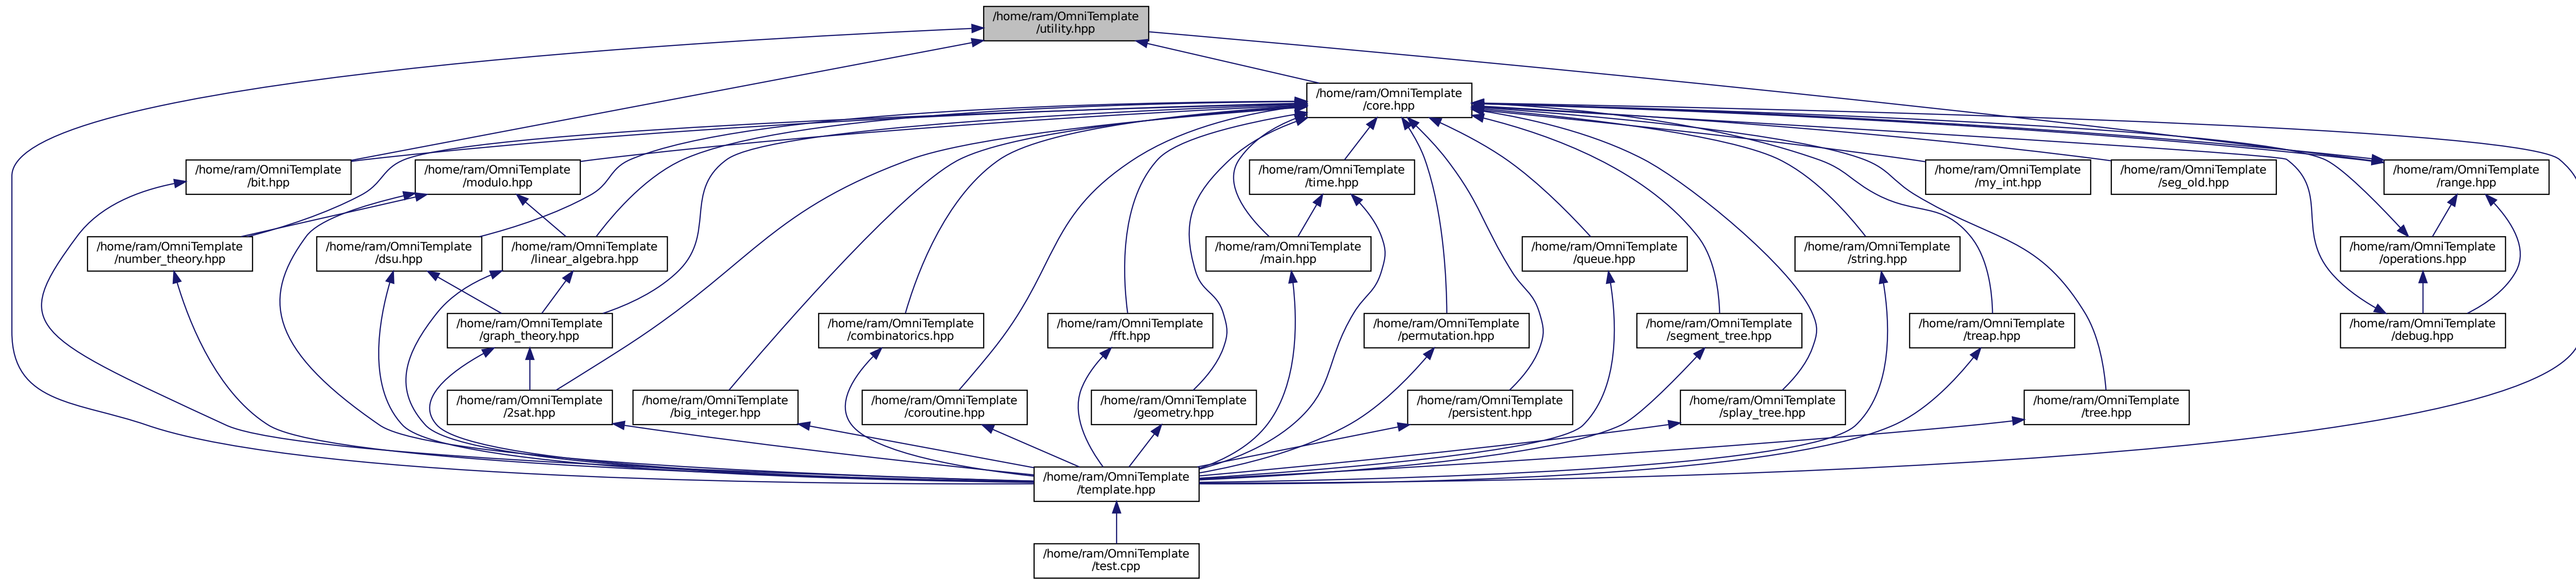 /home/ram/OmniTemplate
/utility.hpp
/home/ram/OmniTemplate
/core.hpp
/home/ram/OmniTemplate
/bit.hpp
/home/ram/OmniTemplate
/modulo.hpp
/home/ram/OmniTemplate
/time.hpp
/home/ram/OmniTemplate
/my_int.hpp
/home/ram/OmniTemplate
/seg_old.hpp
/home/ram/OmniTemplate
/range.hpp
/home/ram/OmniTemplate
/number_theory.hpp
/home/ram/OmniTemplate
/dsu.hpp
/home/ram/OmniTemplate
/linear_algebra.hpp
/home/ram/OmniTemplate
/main.hpp
/home/ram/OmniTemplate
/queue.hpp
/home/ram/OmniTemplate
/string.hpp
/home/ram/OmniTemplate
/operations.hpp
/home/ram/OmniTemplate
/graph_theory.hpp
/home/ram/OmniTemplate
/combinatorics.hpp
/home/ram/OmniTemplate
/fft.hpp
/home/ram/OmniTemplate
/permutation.hpp
/home/ram/OmniTemplate
/segment_tree.hpp
/home/ram/OmniTemplate
/treap.hpp
/home/ram/OmniTemplate
/debug.hpp
/home/ram/OmniTemplate
/2sat.hpp
/home/ram/OmniTemplate
/big_integer.hpp
/home/ram/OmniTemplate
/coroutine.hpp
/home/ram/OmniTemplate
/geometry.hpp
/home/ram/OmniTemplate
/persistent.hpp
/home/ram/OmniTemplate
/splay_tree.hpp
/home/ram/OmniTemplate
/tree.hpp
/home/ram/OmniTemplate
/template.hpp
/home/ram/OmniTemplate
/test.cpp